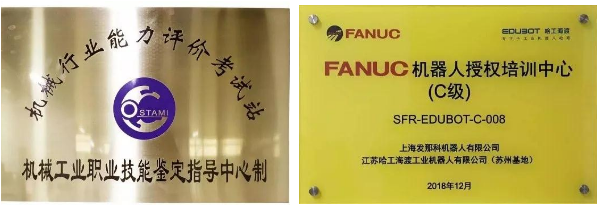 机械行业能力评价考试站
OSTAMI
机械工业职业技能鉴定指导中心制
FANUC
EDUBOT 哈工海渡
FANUC机器人授权培训中心
(C级)
SFR-EDUBOT-C-008
上海发那科机器人有限公司
江苏哈工海渡工业机器人有限公司（苏州基地）
2018年12月